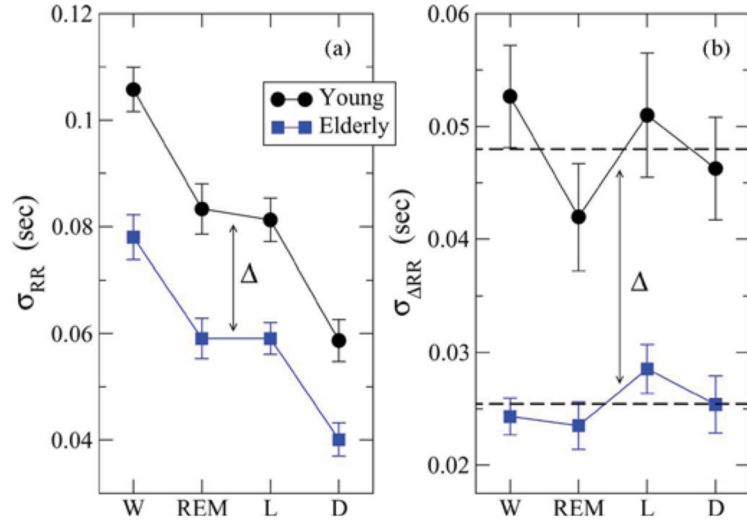 0.12
0.1
0.08
0.06
0.04
σRR (sec)
(a)
Young
Elderly
Δ
W REM L D
0.06
0.05
0.04
0.03
0.02
σΔRR (sec)
(b)
Δ
W REM L D